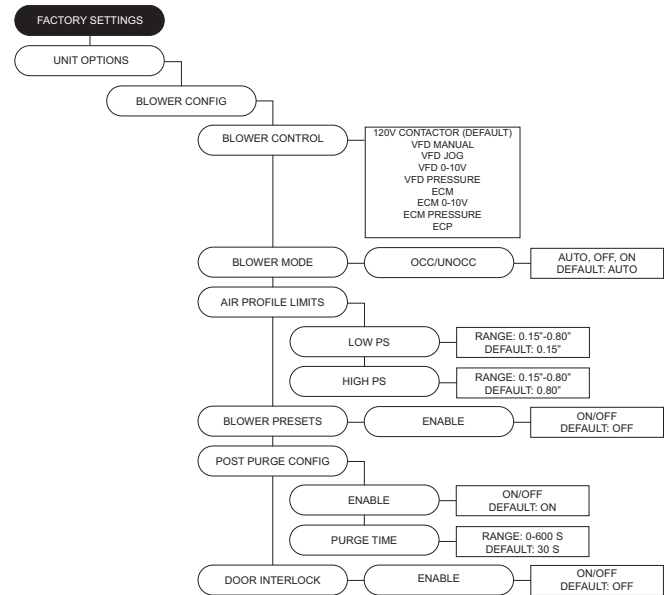 FACTORY SETTINGS
UNIT OPTIONS
BLOWER CONFIG
BLOWER CONTROL
120V CONTACTOR (DEFAULT)
VFD MANUAL
VFD JOG
VFD 0-10V
VFD PRESSURE
ECM
ECM 0-10V
ECM PRESSURE
ECP
BLOWER MODE
OCC/UNOCC
AUTO, OFF, ON
DEFAULT: AUTO
AIR PROFILE LIMITS
LOW PS
RANGE: 0.15”-0.80”
DEFAULT: 0.15”
HIGH PS
RANGE: 0.15”-0.80”
DEFAULT: 0.80”
BLOWER PRESETS
ENABLE
ON/OFF
DEFAULT: OFF
POST PURGE CONFIG
ENABLE
ON/OFF
DEFAULT: ON
PURGE TIME
RANGE: 0-600 S
DEFAULT: 30 S
DOOR INTERLOCK
ENABLE
ON/OFF
DEFAULT: OFF